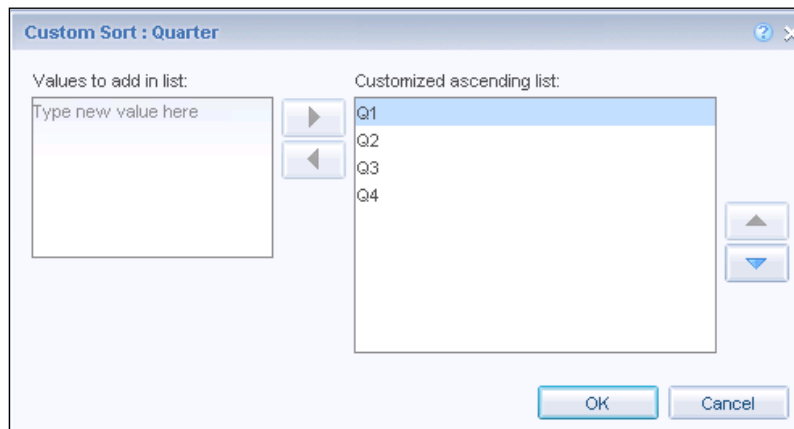 Custom Sort : Quarter
Values to add in list:
Type new value here
Customized ascending list:
Q1
Q2
Q3
Q4
OK
Cancel